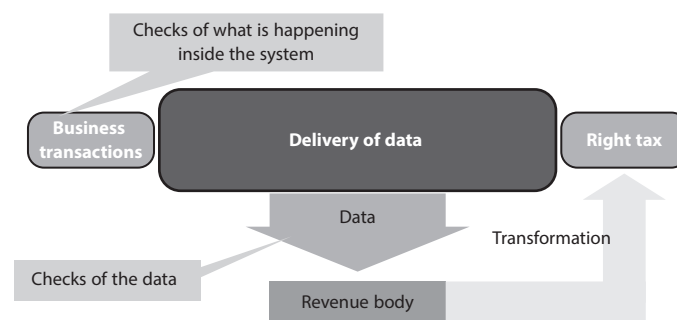 Checks of what is happening
inside the system
Business
transactions
Delivery of data
Right tax
Data
Transformation
Checks of the data
Revenue body